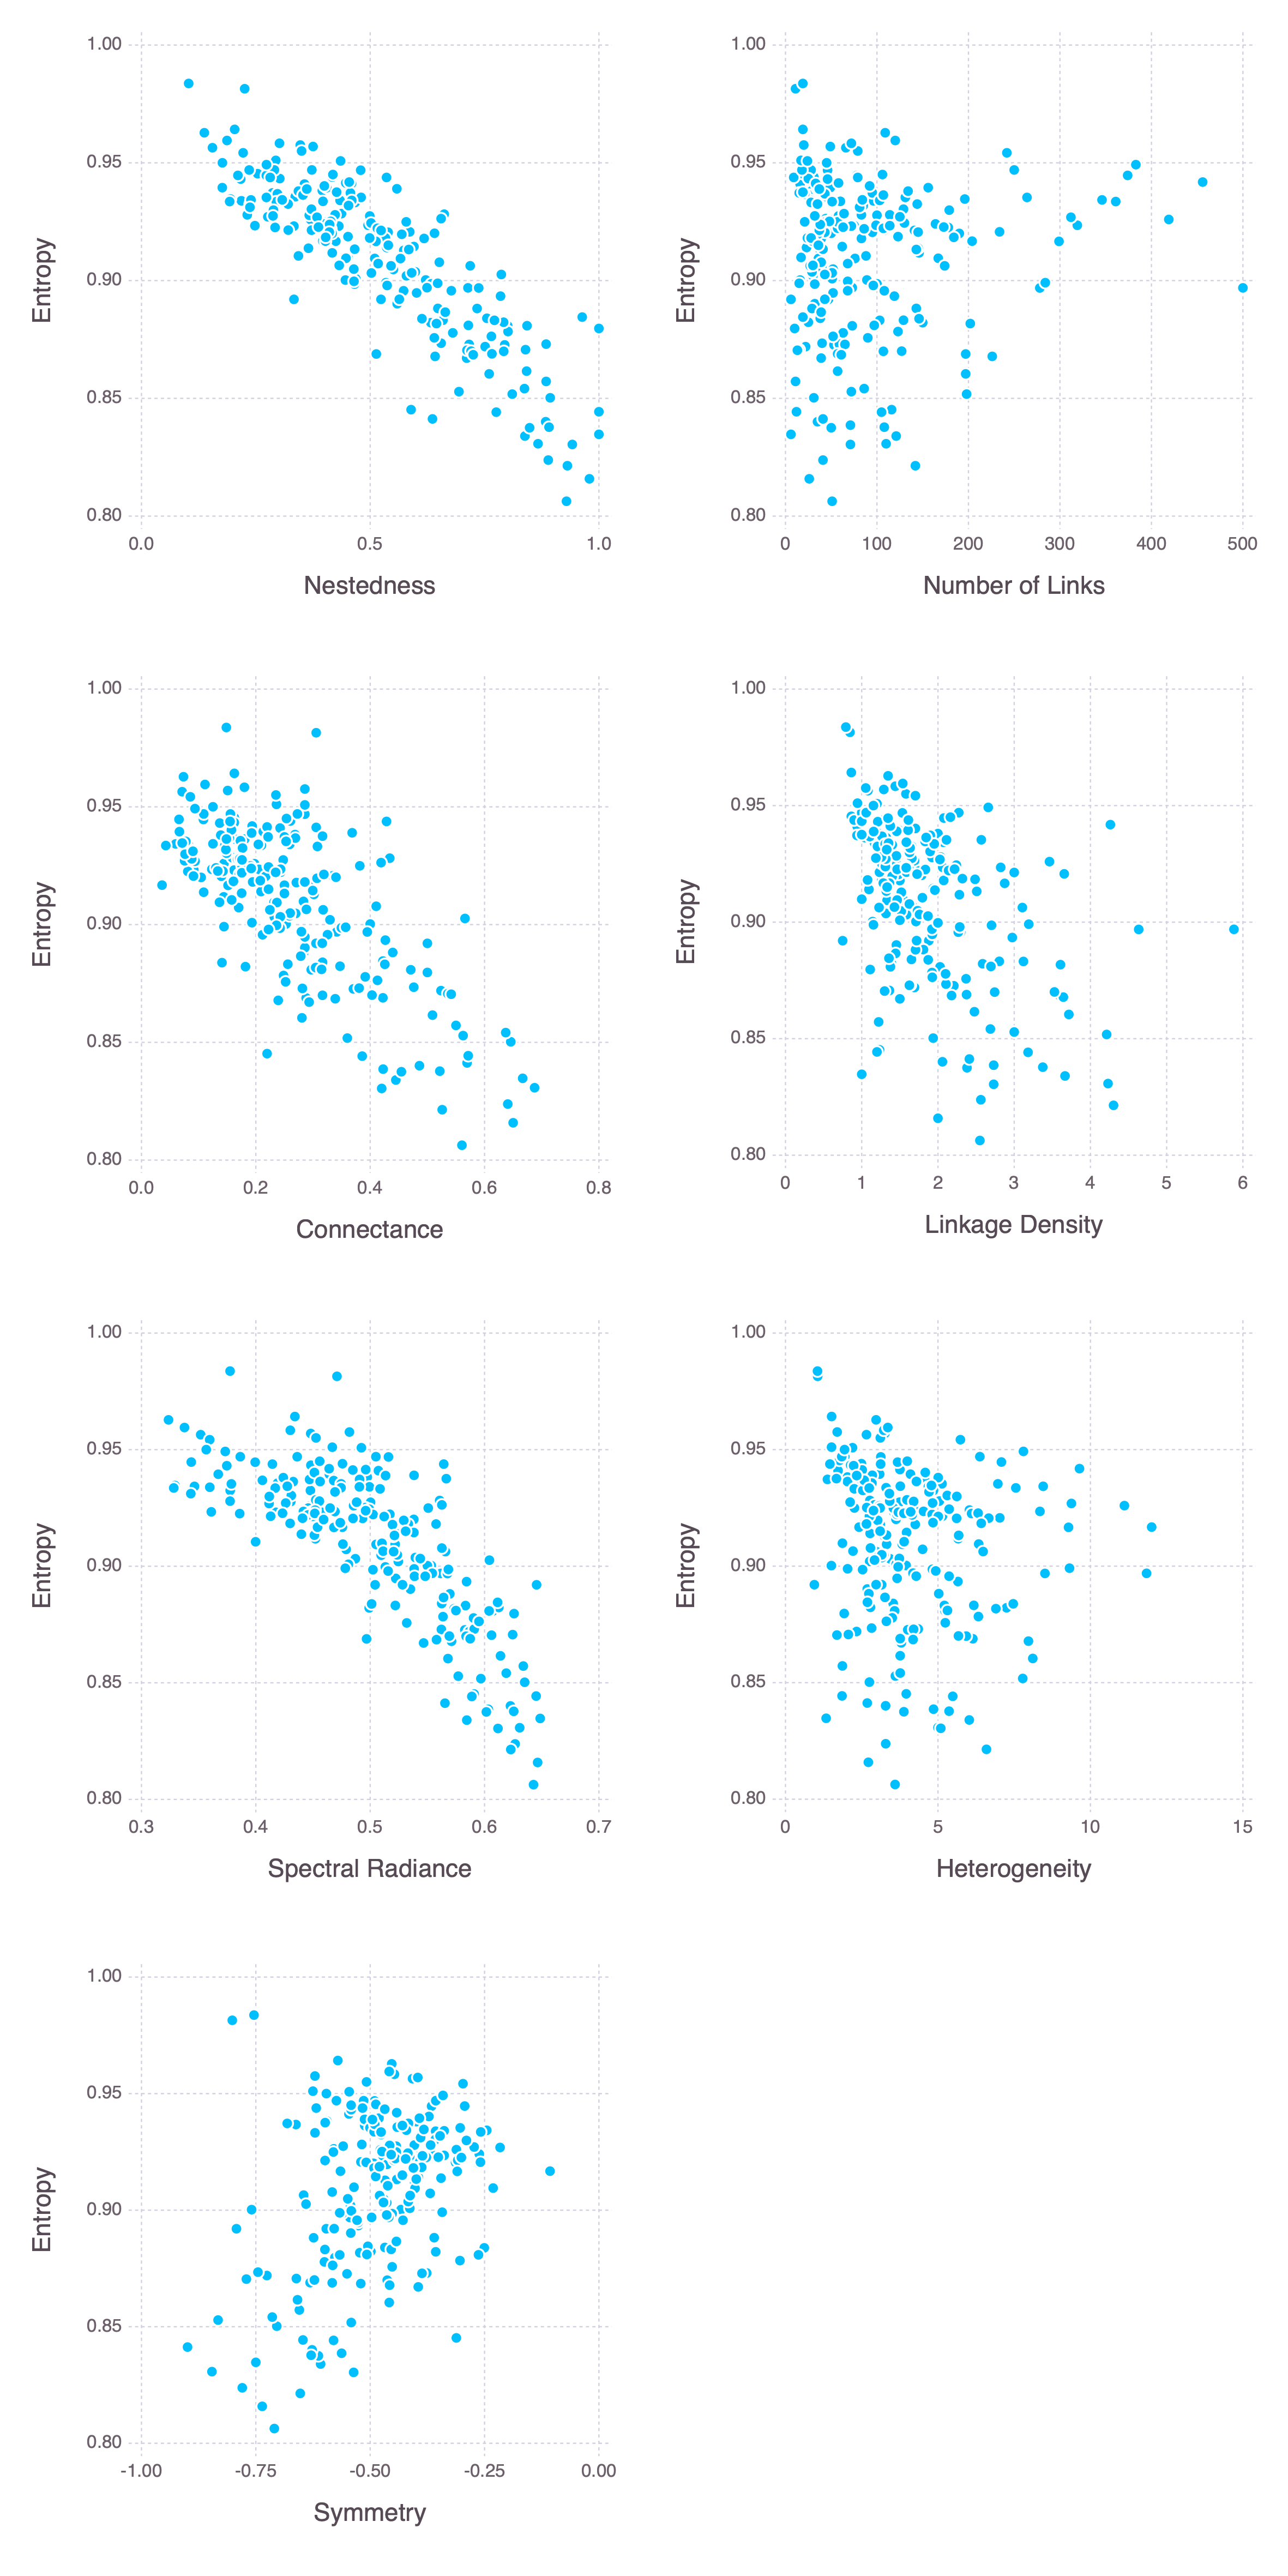 1.00 1.00
0.95 0.95
Entropy 0.90 Entropy 0.90
0.85 0.85
0.80 0.80
0.0 0.5 1.0 0 100 200 300 400 500
Nestedness Number of Links
1.00 1.00
0.95 0.95
Entropy 0.90 Entropy 0.90
0.85 0.85
0.80 0.80
0.0 0.2 0.4 0.6 0.8 0 1 2 3 4 5 6
Connectance Linkage Density
1.00 1.00
0.95 0.95
Entropy 0.90 Entropy 0.90
0.85 0.85
0.80 0.80
0.3 0.4 0.5 0.6 0.7 0 5 10 15
Spectral Radiance Heterogeneity
1.00
0.95
Entropy 0.90
0.85
0.80
-1.00 -0.75 -0.50 -0.25 0.00
Symmetry